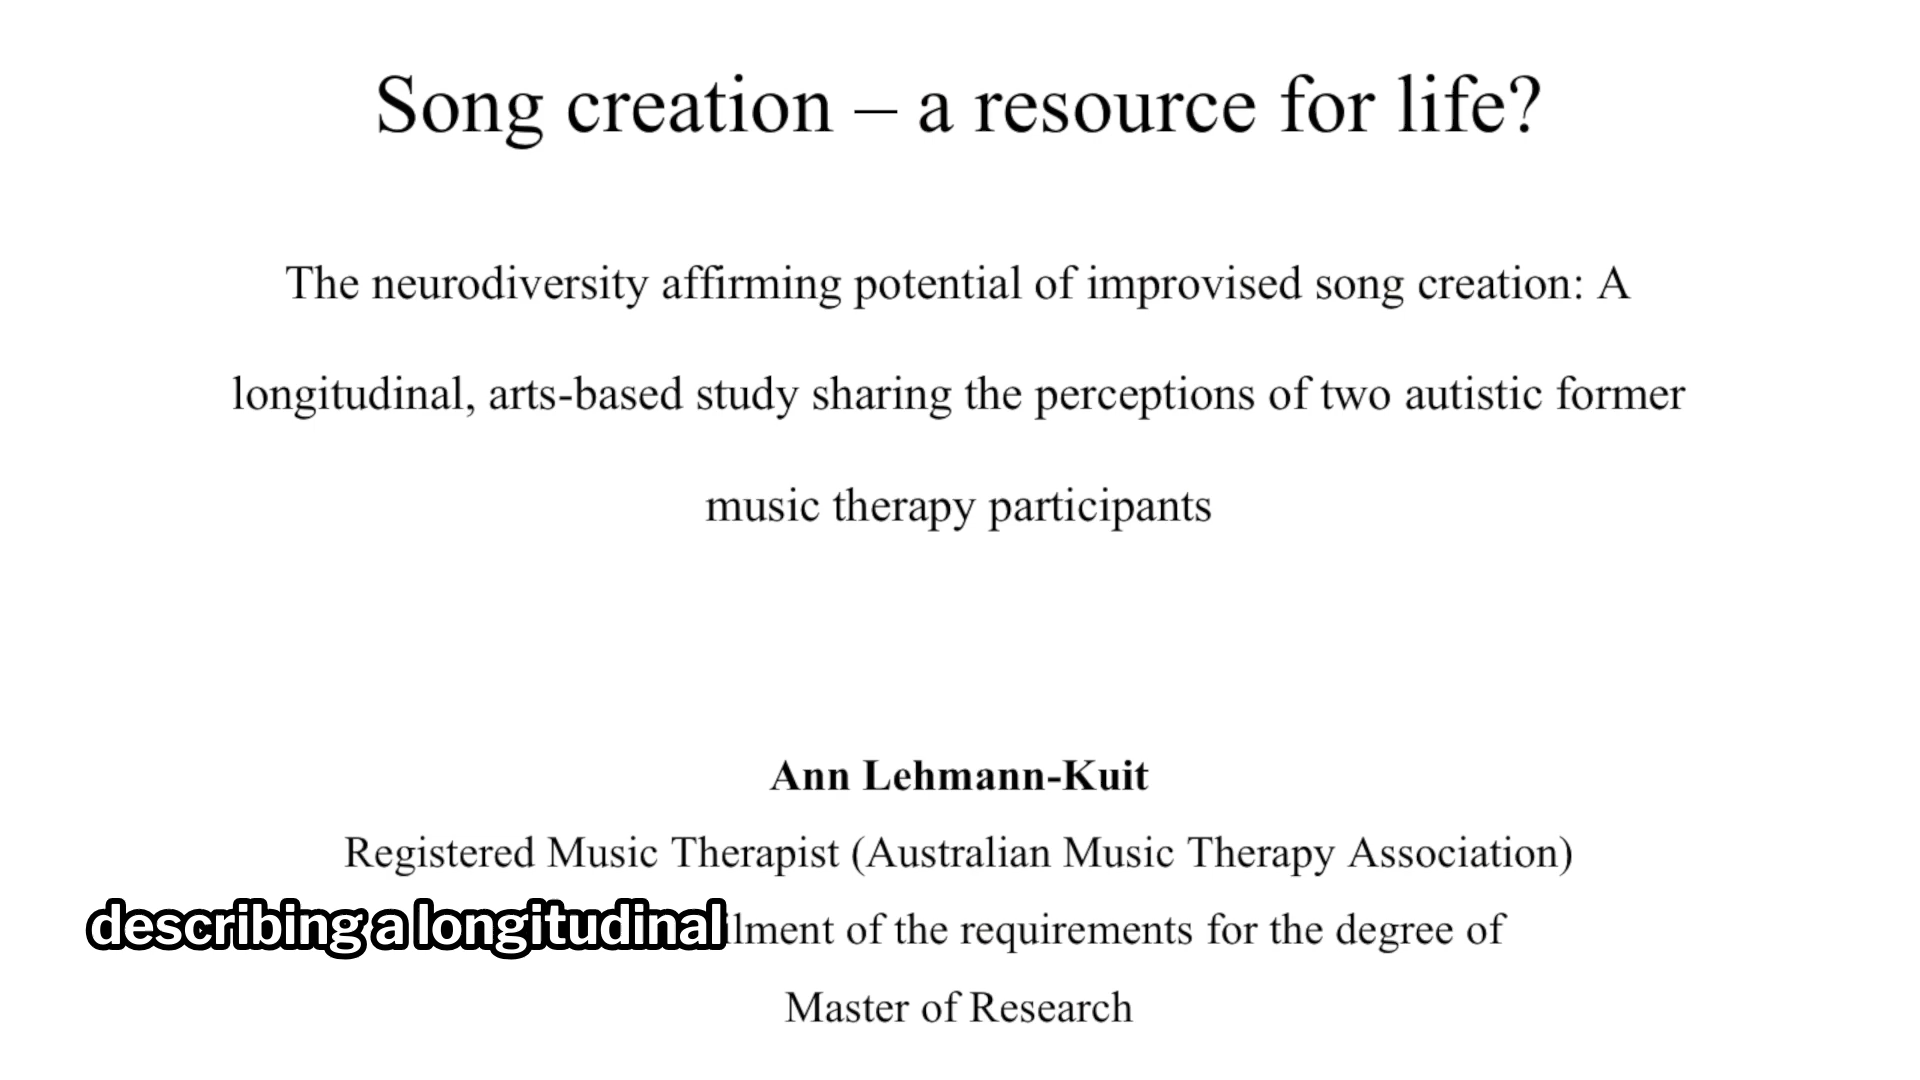 Song creation – a resource for life?
The neurodiversity affirming potential of improvised song creation: A
longitudinal, arts-based study sharing the perceptions of two autistic former
music therapy participants
Ann Lehmann-Kuit
Registered Music Therapist (Australian Music Therapy Association)
describing a longitudinal
of the requirements for the degree of
Master of Research